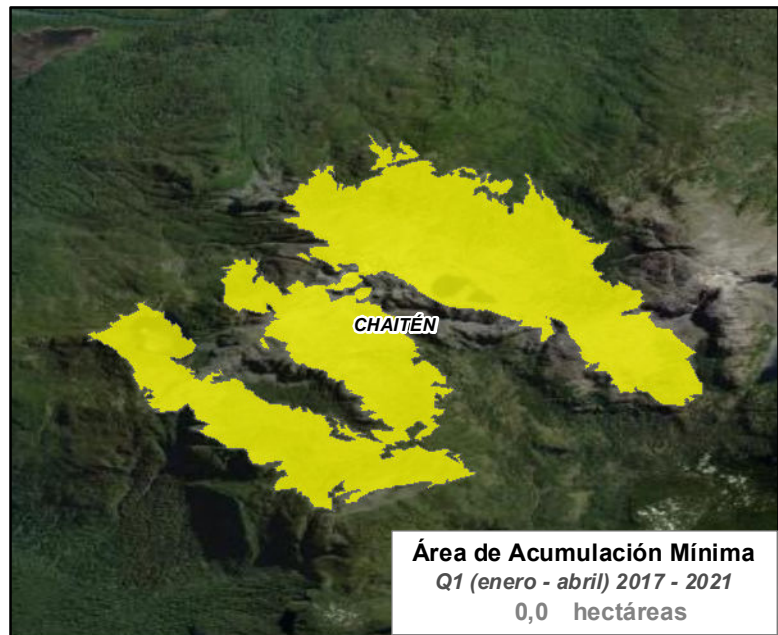 CHAITÉN
Área de Acumulación Mínima
Q1 (enero - abril) 2017 - 2021
0,0 hectáreas